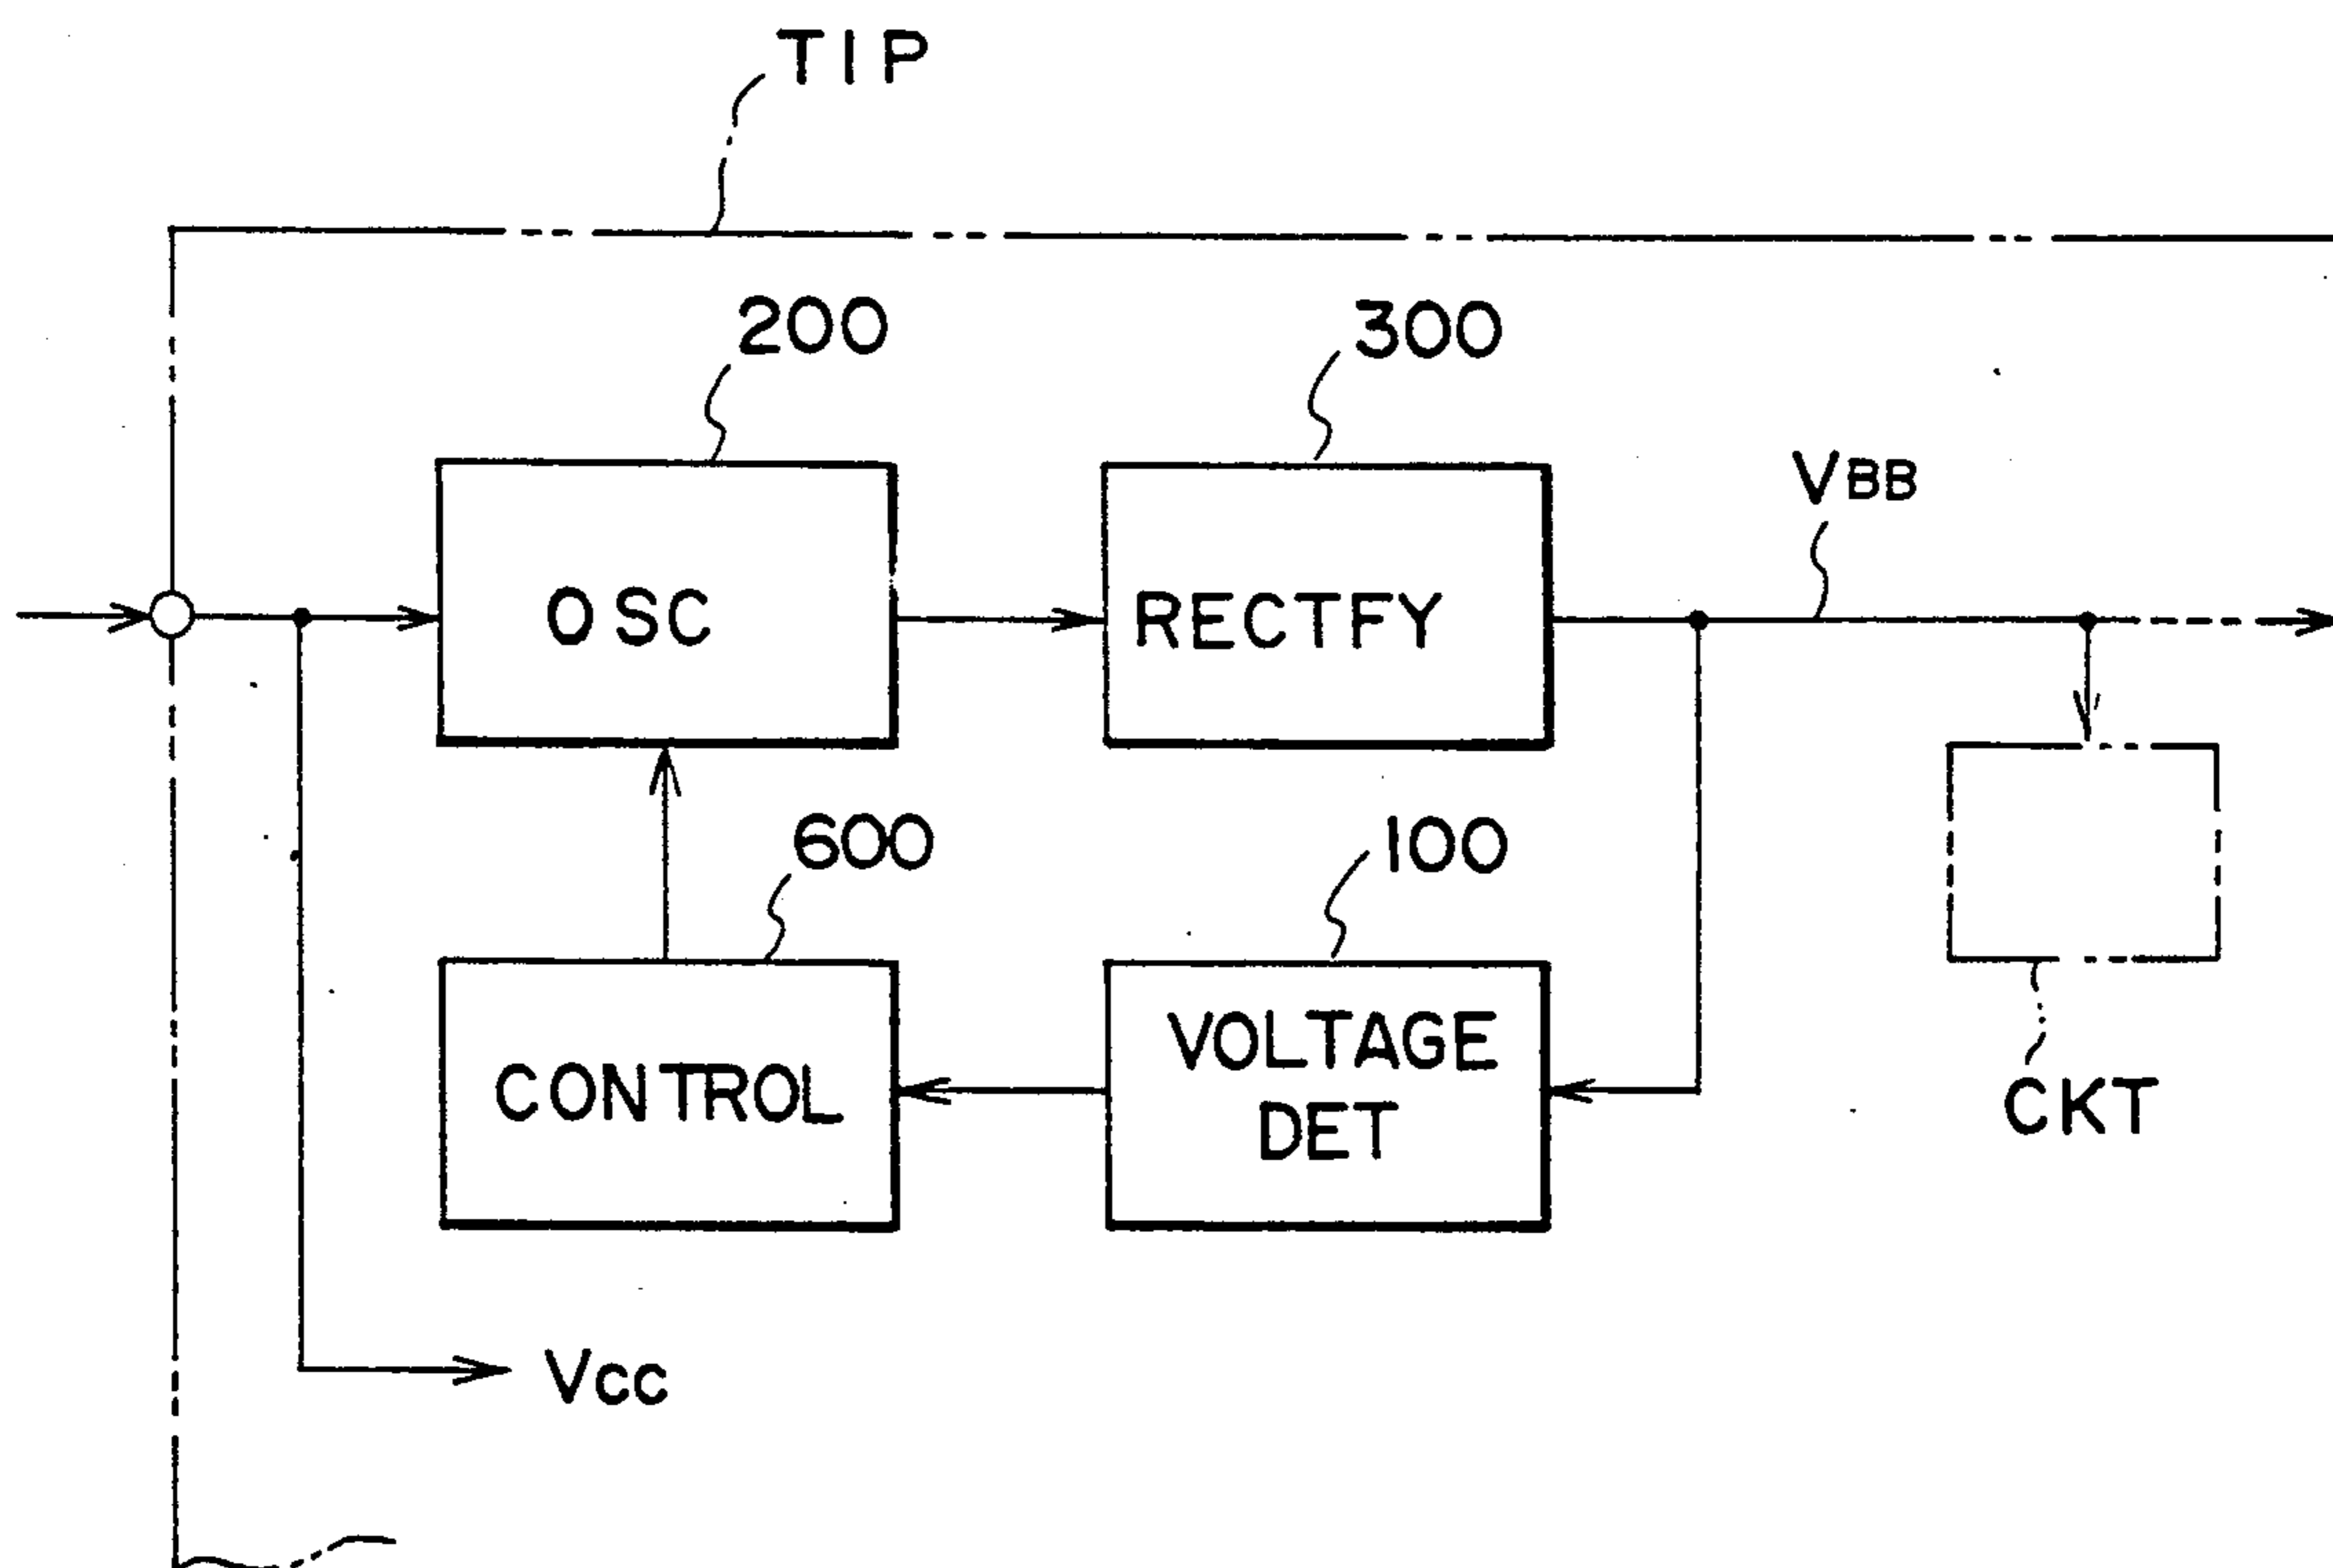 TIP
200
300
VBB
OSC
RECTFY
600
100
CONTROL
VOLTAGE
DET
CKT
Vcc